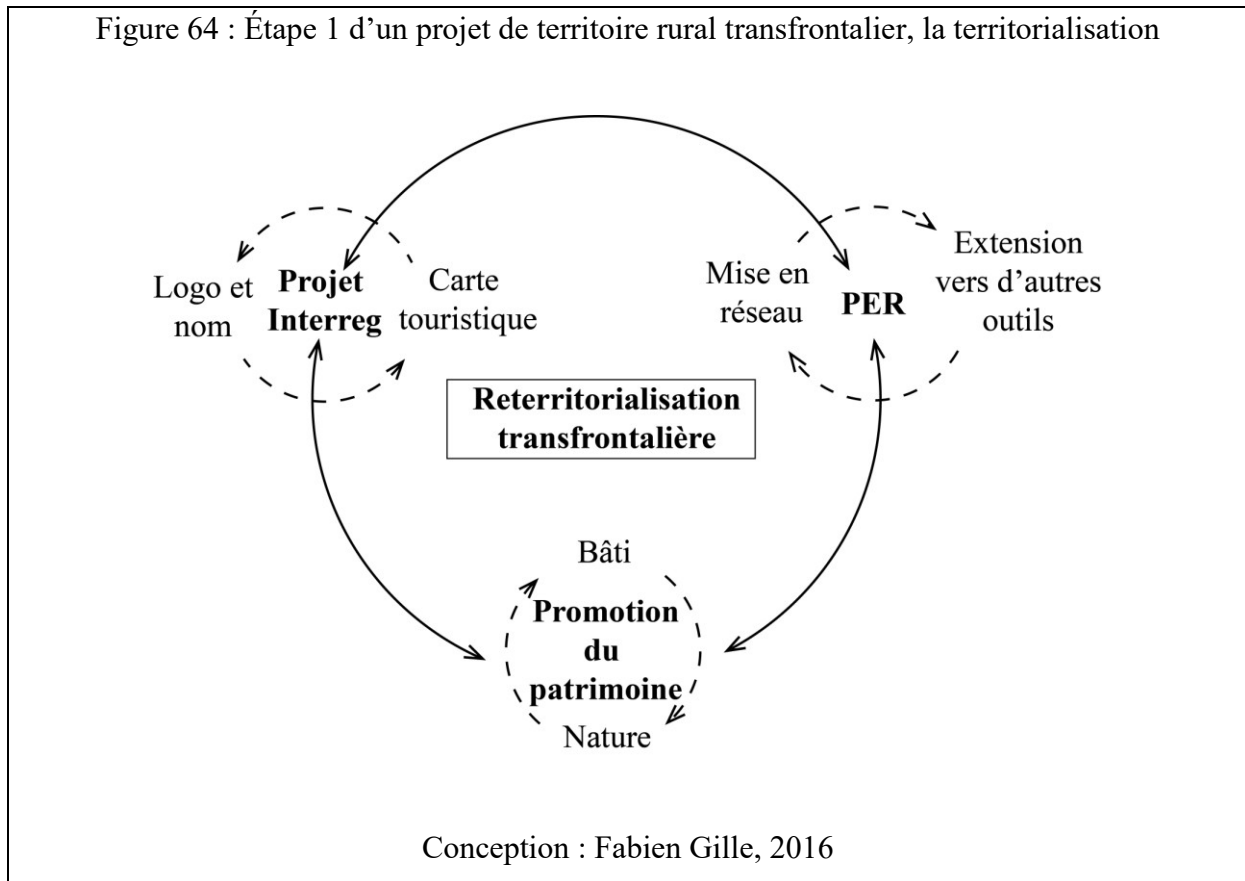 Figure 64 : Étape 1 d’un projet de territoire rural transfrontalier, la territorialisation
Logo et
nom
Projet
Interreg
Carte
touristique
Mise en
réseau
PER
Extension
vers d’autres
outils
Reterritorialisation
transfrontalière
Bâti
Promotion
du
patrimoine
Nature
Conception : Fabien Gille, 2016